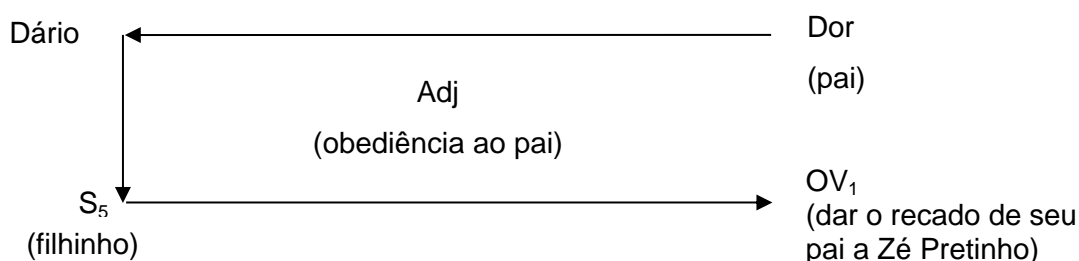 Dário
Dor
(pai)
Adj
(obediência ao pai)
S₅
(filhinho)
OV₁
(dar o recado de seu
pai a Zé Pretinho)